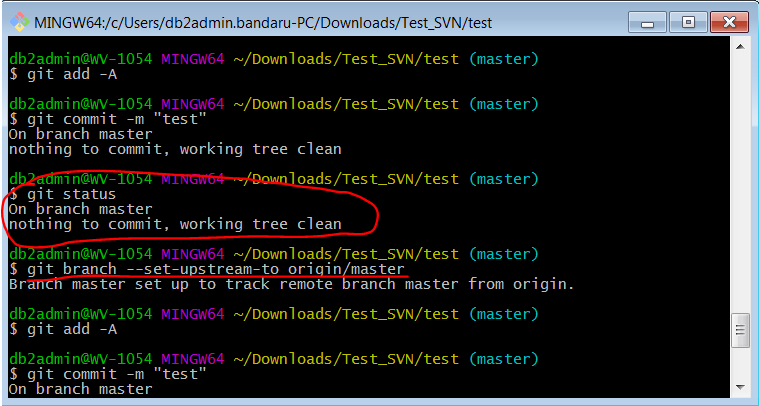 MINGW64:/c/Users/db2admin.bandaru-PC/Downloads/Test_SVN/test
db2admin@WV-1054 MINGW64 ~/Downloads/Test_SVN/test (master)
$ git add -A
db2admin@WV-1054 MINGW64 ~/Downloads/Test_SVN/test (master)
$ git commit -m "test"
On branch master
nothing to commit, working tree clean
db2admin@WV-1054 MINGW64 ~/Downloads/Test_SVN/test (master)
$ git status
On branch master
nothing to commit, working tree clean
db2admin@WV-1054 MINGW64 ~/Downloads/Test_SVN/test (master)
$ git branch --set-upstream-to origin/master
Branch master set up to track remote branch master from origin.
db2admin@WV-1054 MINGW64 ~/Downloads/Test_SVN/test (master)
$ git add -A
db2admin@WV-1054 MINGW64 ~/Downloads/Test_SVN/test (master)
$ git commit -m "test"
On branch master